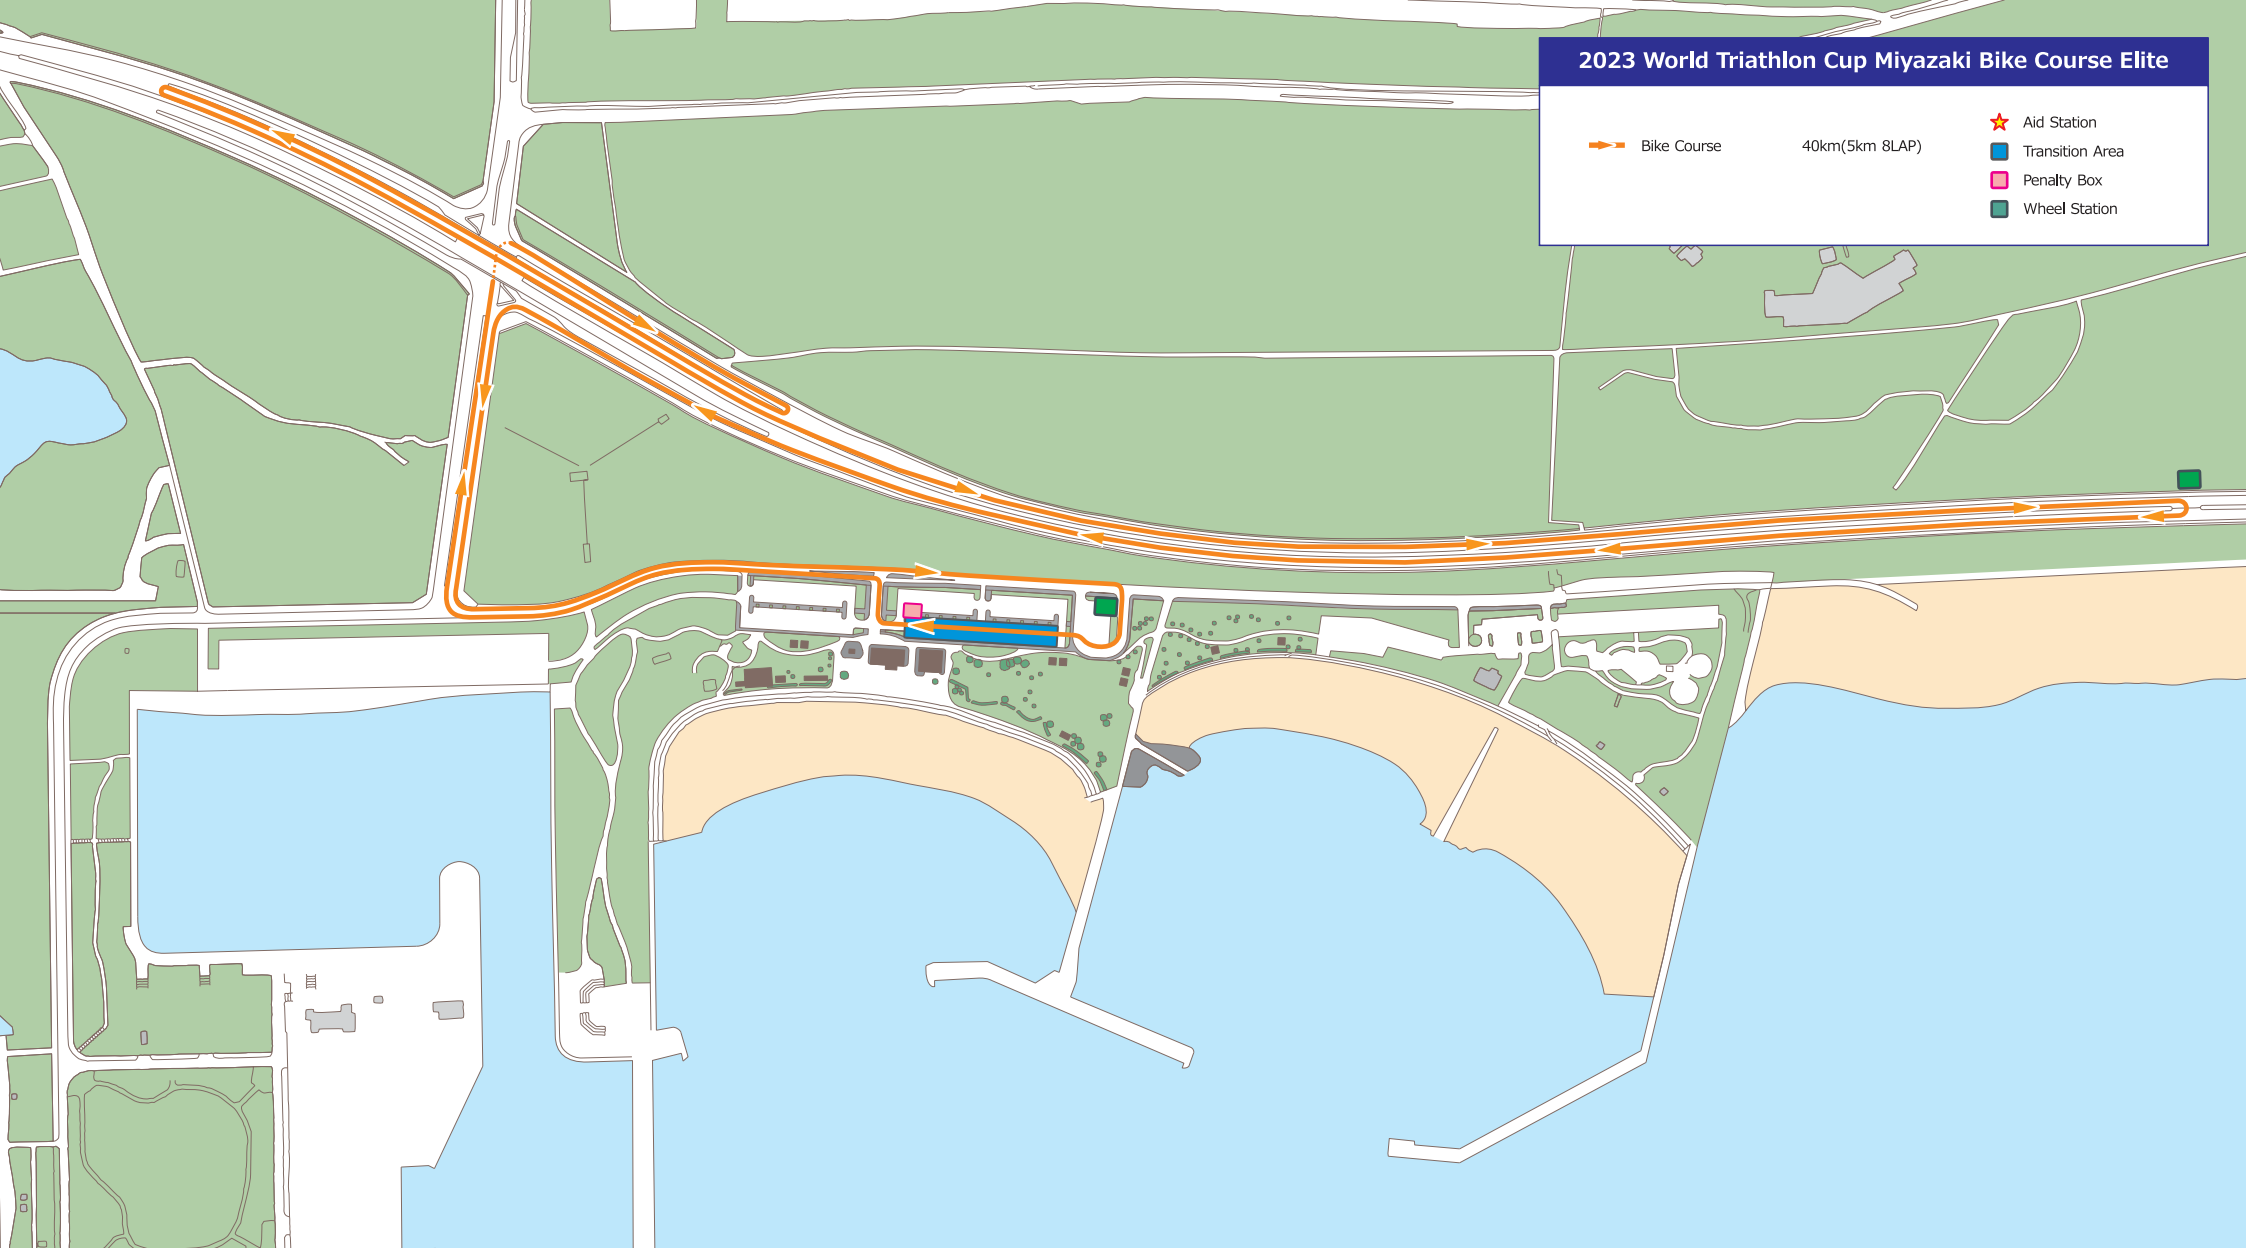 2023 World Triathlon Cup Miyazaki Bike Course Elite
Bike Course
40km(5km 8LAP)
Aid Station
Transition Area
Penalty Box
Wheel Station